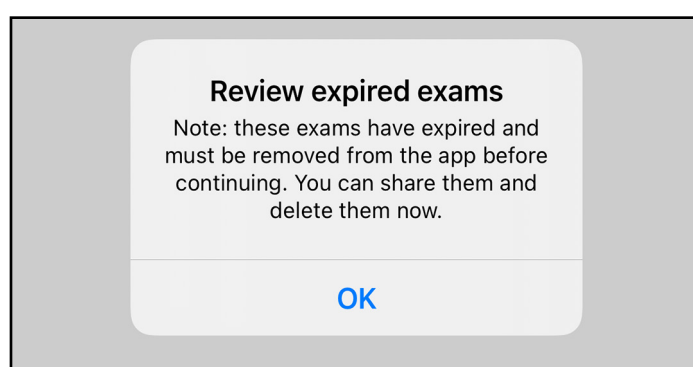 Review expired exams
Note: these exams have expired and
must be removed from the app before
continuing. You can share them and
delete them now.
OK